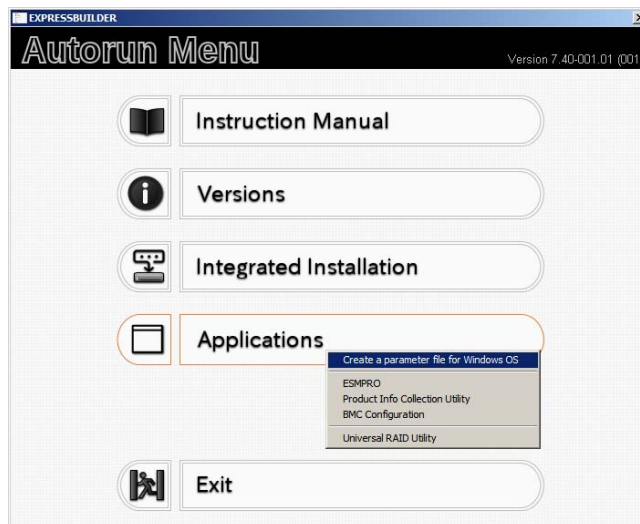 EXPRESSBUILDER
Autorun Menu
Version 7.40-001.01 (001
Instruction Manual
Versions
Integrated Installation
Applications
Create a parameter file for Windows OS
ESMPRO
Product Info Collection Utility
BMC Configuration
Universal RAID Utility
Exit